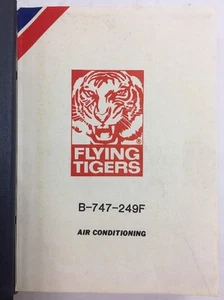 FLYING
TIGERS
®
B-747-249F
AIR CONDITIONING